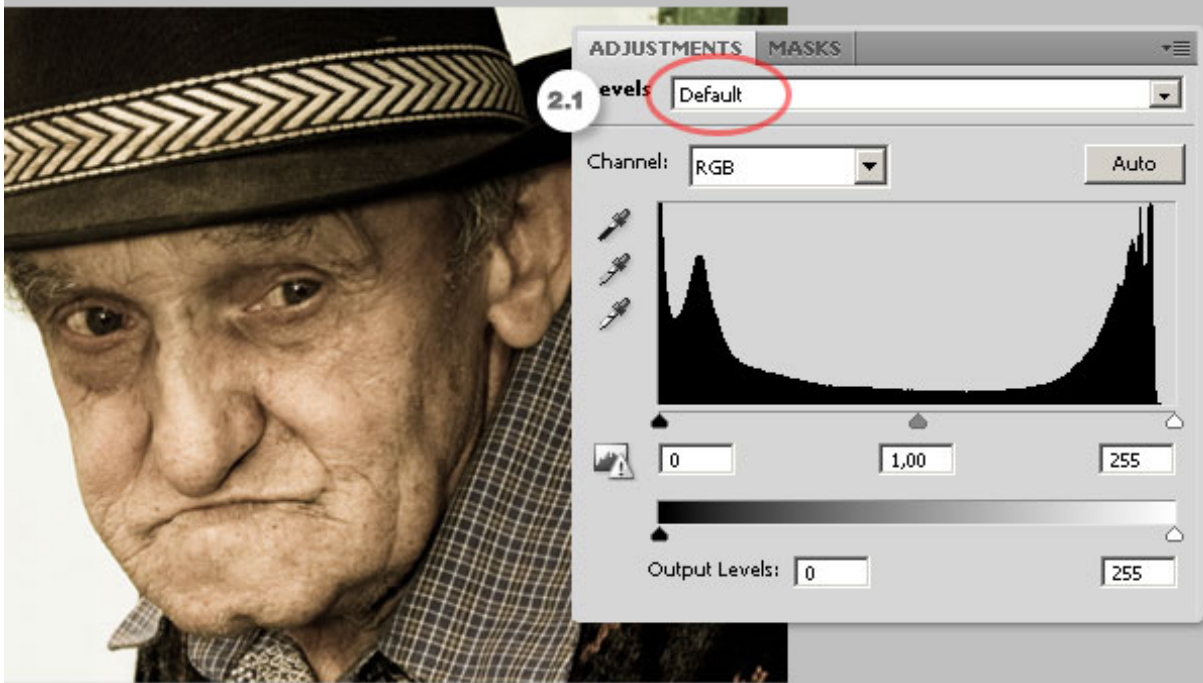 ADJUSTMENTS MASKS
2.1 evels Default
Channel: RGB Auto
0 1,00 255
Output Levels: 0 255